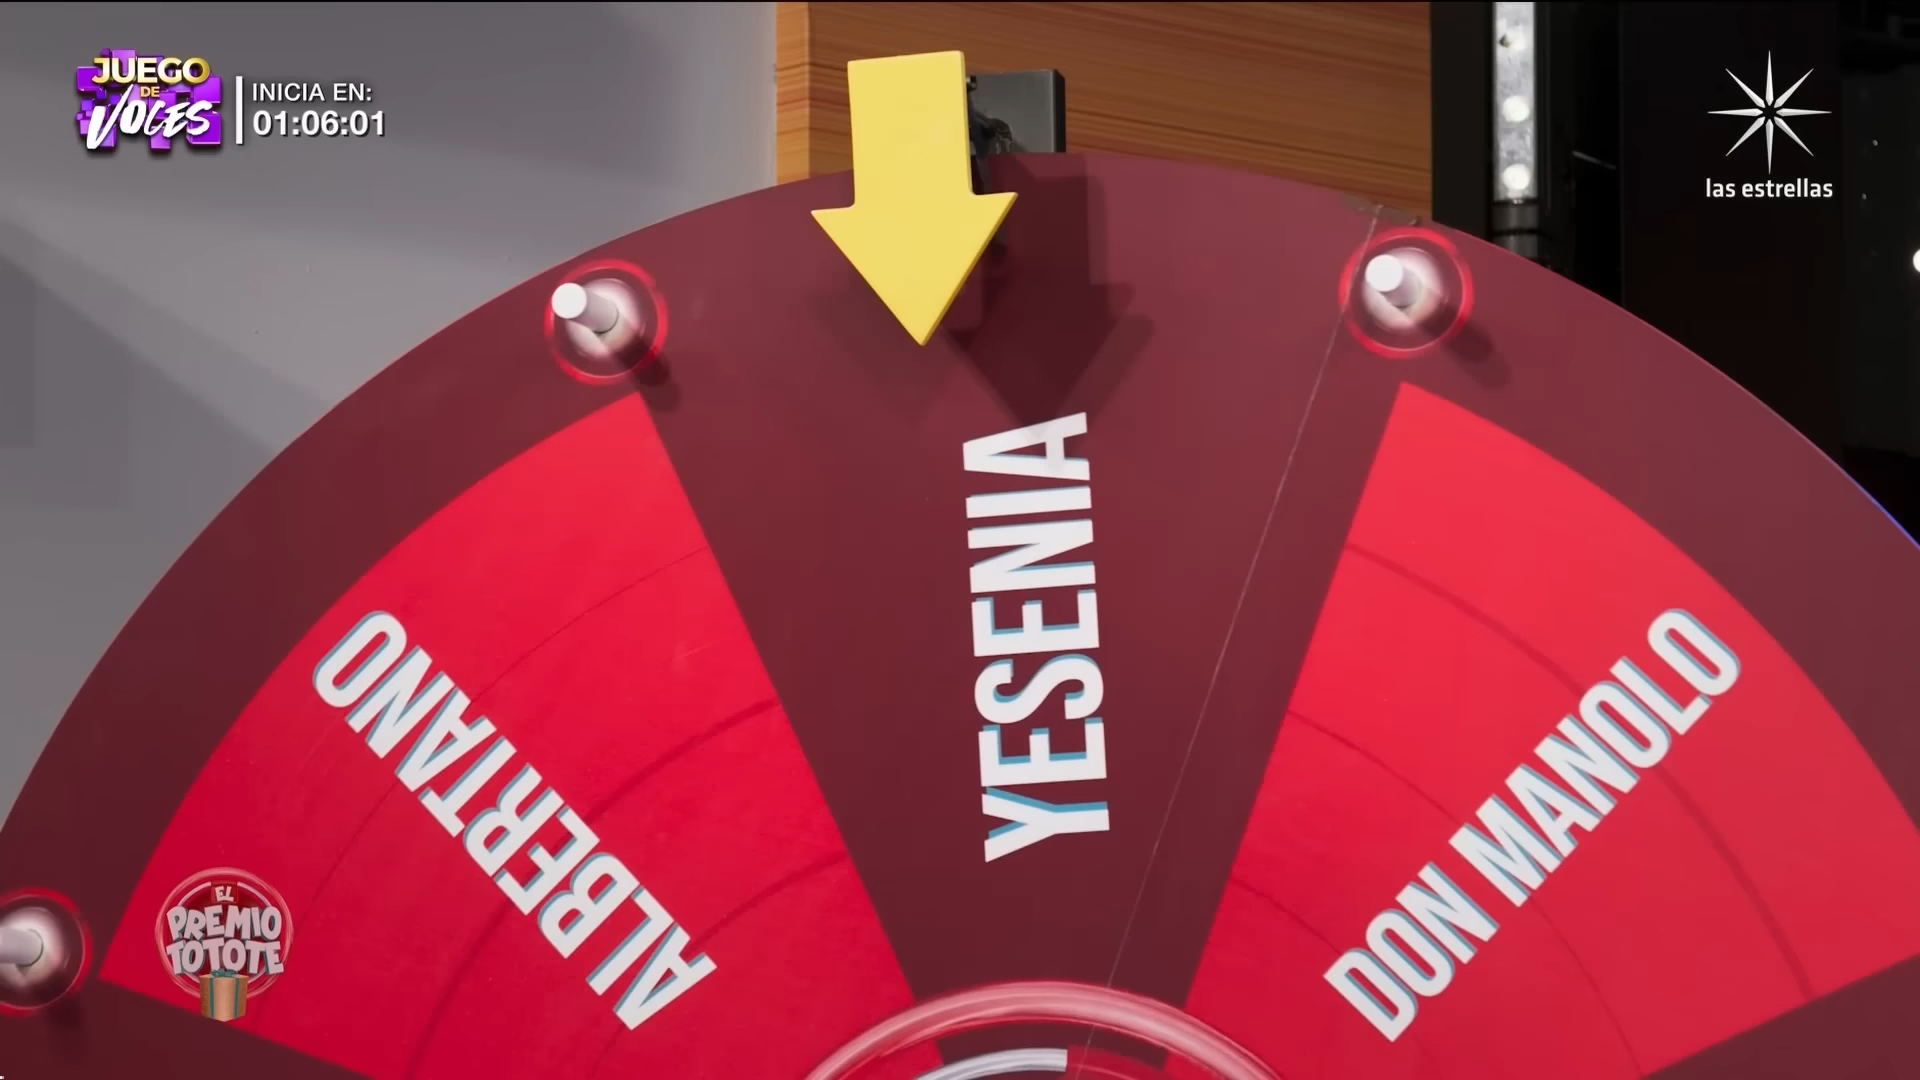 JUEGO
DE
VOCES
INICIA EN:
01:06:01
las estrellas
ALBERTANO
YESENIA
DON MANOLO
EL
PREMIO
TOTOTE